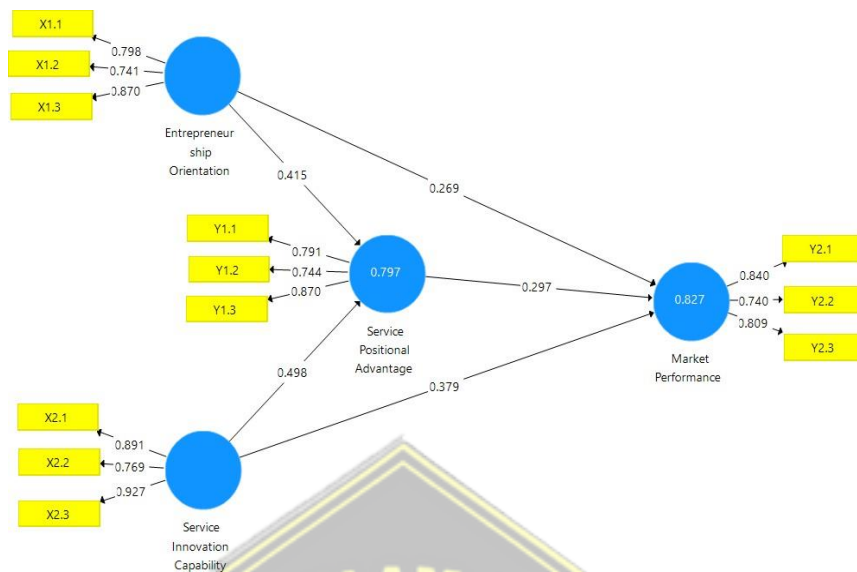 X1.1
0.798
X1.2
0.741
X1.3
0.870
Entrepreneur
ship
Orientation
0.415
0.269
Y1.1
0.791
Y1.2
0.744
Y1.3
0.870
0.797
Service
Positional
Advantage
0.297
0.827
Market
Performance
Y2.1
0.840
Y2.2
0.740
Y2.3
0.809
0.498
0.379
X2.1
0.891
X2.2
0.769
X2.3
0.927
Service
Innovation
Capability